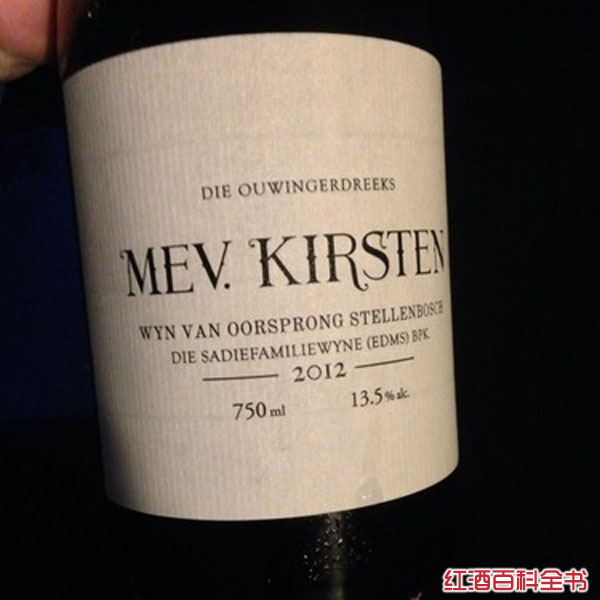 DIE OUWINGERDREEKS
MEV. KIRSTEN
WYN VAN OORSPRONG STELLENBOSCH
DIE SADIEFAMILIEWYNE (EDMS) BPK.
2012
750 ml 13.5% alc.
红酒百科全书